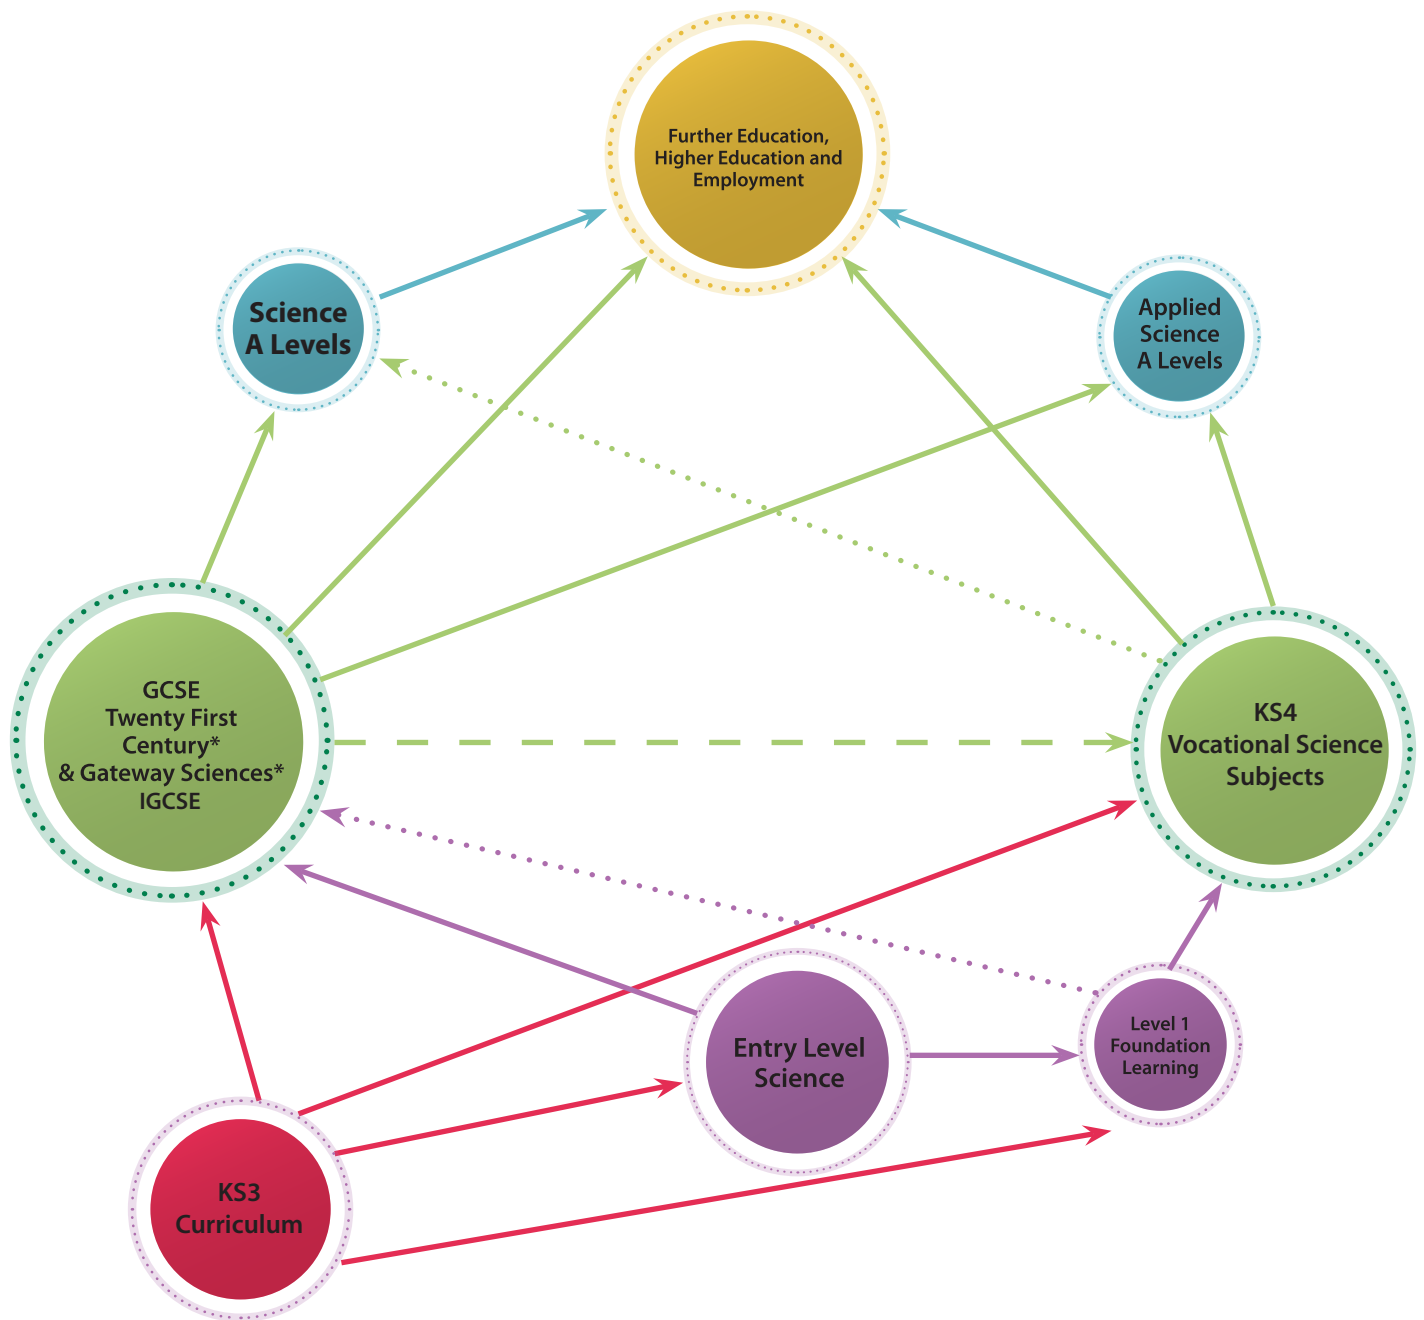 Further Education,
Higher Education and
Employment
Science
A Levels
Applied
Science
A Levels
GCSE
Twenty First
Century*
& Gateway Sciences*
IGCSE
KS4
Vocational Science
Subjects
Entry Level
Science
Level 1
Foundation
Learning
KS3
Curriculum